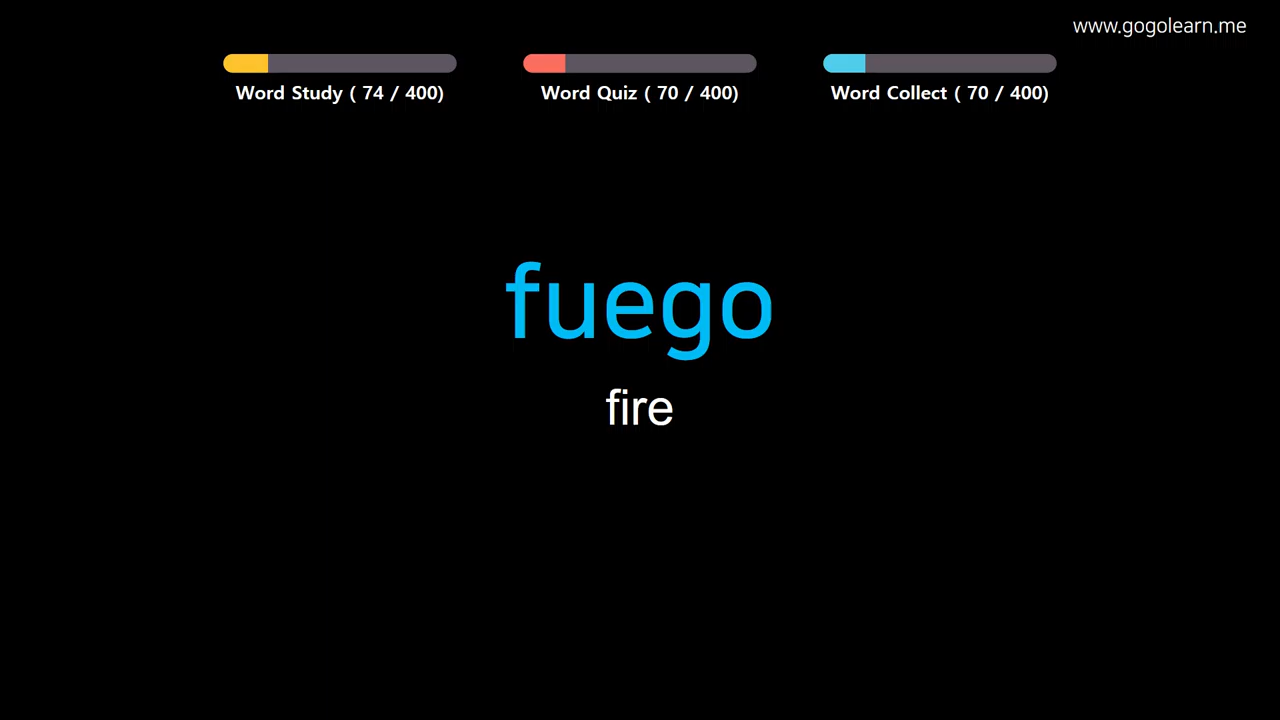 www.gogolearn.me
Word Study ( 74 / 400)
Word Quiz ( 70 / 400)
Word Collect ( 70 / 400)
fuego
fire